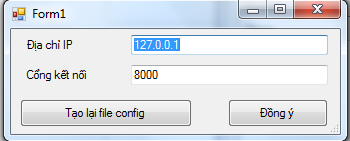 Form1
Địa chỉ IP 127.0.0.1
Cổng kết nối 8000
Tạo lại file config Đồng ý